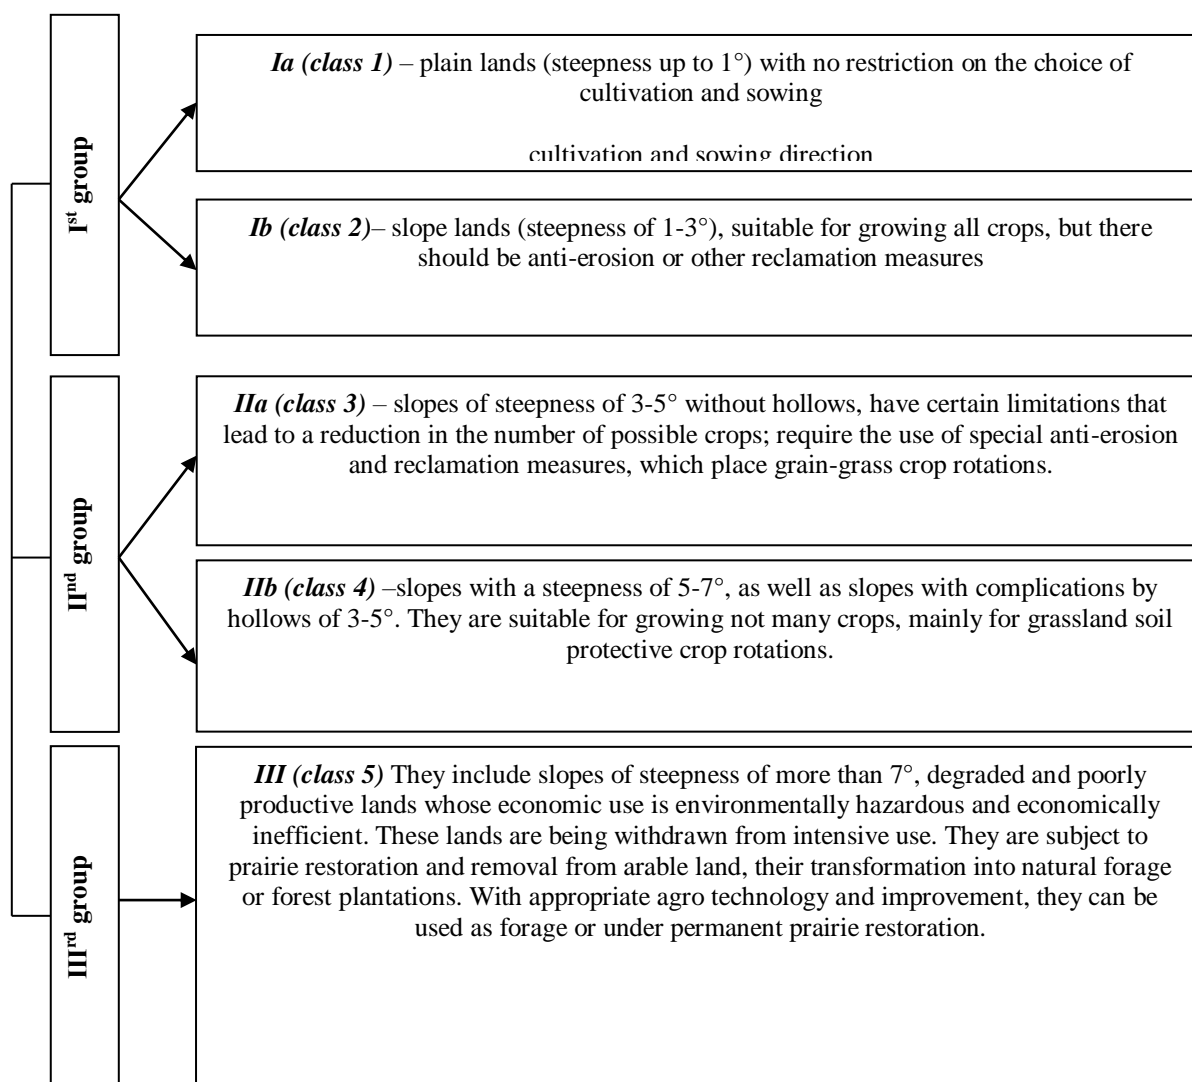 I^st group
Ia (class 1) – plain lands (steepness up to 1°) with no restriction on the choice of
cultivation and sowing
cultivation and sowing direction
Ib (class 2)– slope lands (steepness of 1-3°), suitable for growing all crops, but there
should be anti-erosion or other reclamation measures
II^nd group
IIa (class 3) – slopes of steepness of 3-5° without hollows, have certain limitations that
lead to a reduction in the number of possible crops; require the use of special anti-erosion
and reclamation measures, which place grain-grass crop rotations.
IIb (class 4) –slopes with a steepness of 5-7°, as well as slopes with complications by
hollows of 3-5°. They are suitable for growing not many crops, mainly for grassland soil
protective crop rotations.
III^rd group
III (class 5) They include slopes of steepness of more than 7°, degraded and poorly
productive lands whose economic use is environmentally hazardous and economically
inefficient. These lands are being withdrawn from intensive use. They are subject to
prairie restoration and removal from arable land, their transformation into natural forage
or forest plantations. With appropriate agro technology and improvement, they can be
used as forage or under permanent prairie restoration.